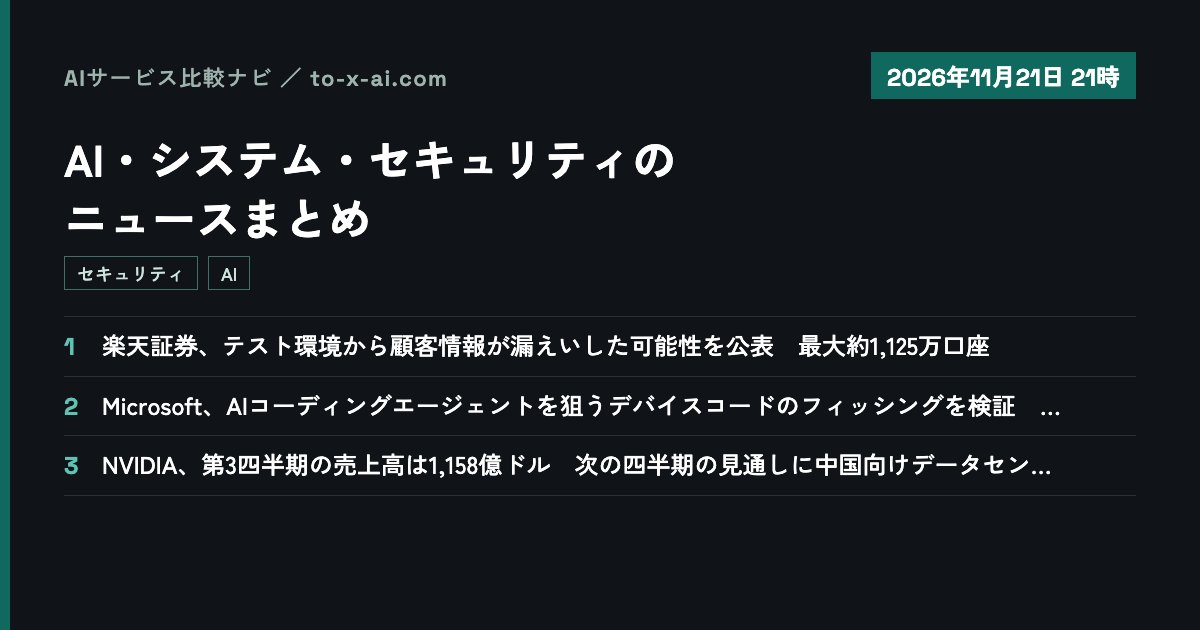 AIサービス比較ナビ ／ to-x-ai.com
2026年11月21日 21時
AI・システム・セキュリティの
ニュースまとめ
セキュリティ
AI
1 楽天証券、テスト環境から顧客情報が漏えいした可能性を公表　最大約1,125万口座
2 Microsoft、AIコーディングエージェントを狙うデバイスコードのフィッシングを検証　…
3 NVIDIA、第3四半期の売上高は1,158億ドル　次の四半期の見通しに中国向けデータセン…